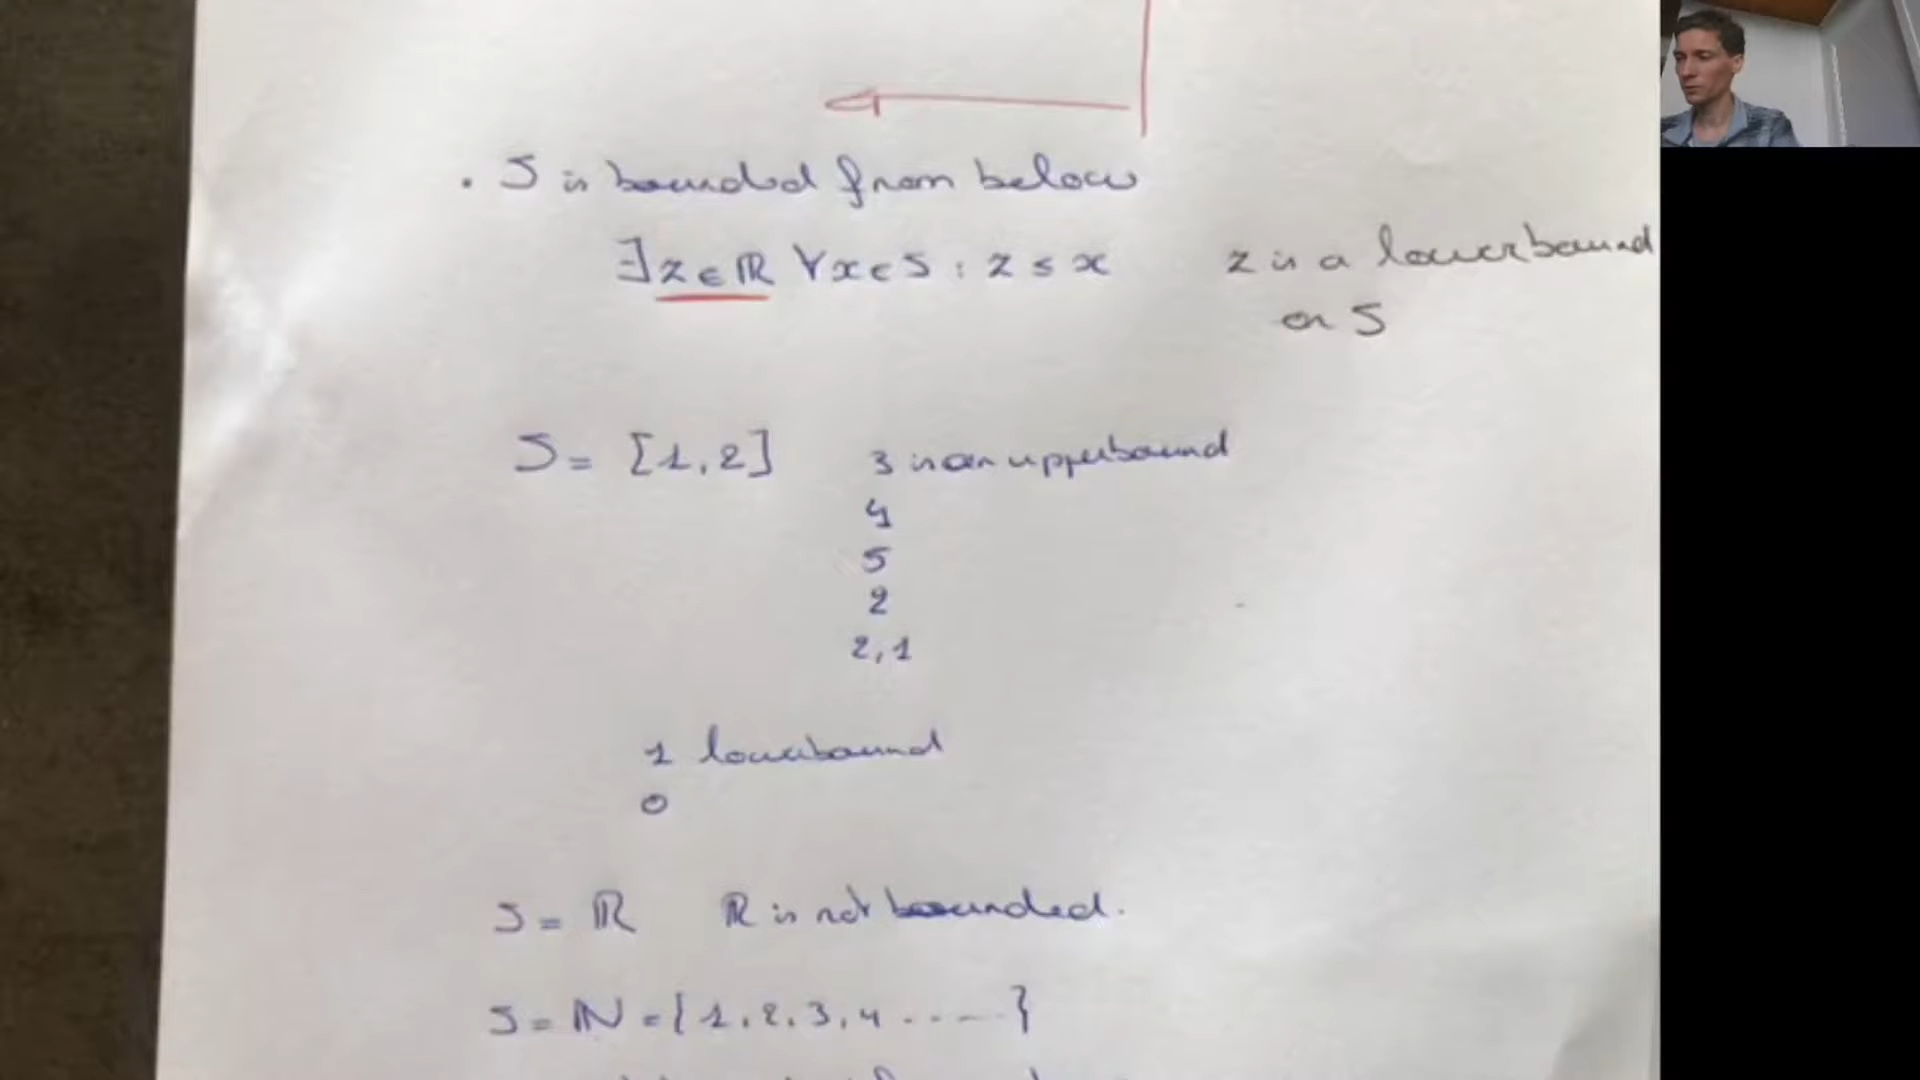 . S is bounded from below
∃ z ∈ ℝ ∀ x ∈ S : z ≤ x z is a lowerbound
on S
S = [1,2] 3 is an upperbound
4
5
2
2,1
1 lowerbound
0
S = ℝ ℝ is not bounded.
S = ℕ = {1, 2, 3, 4 ..... }